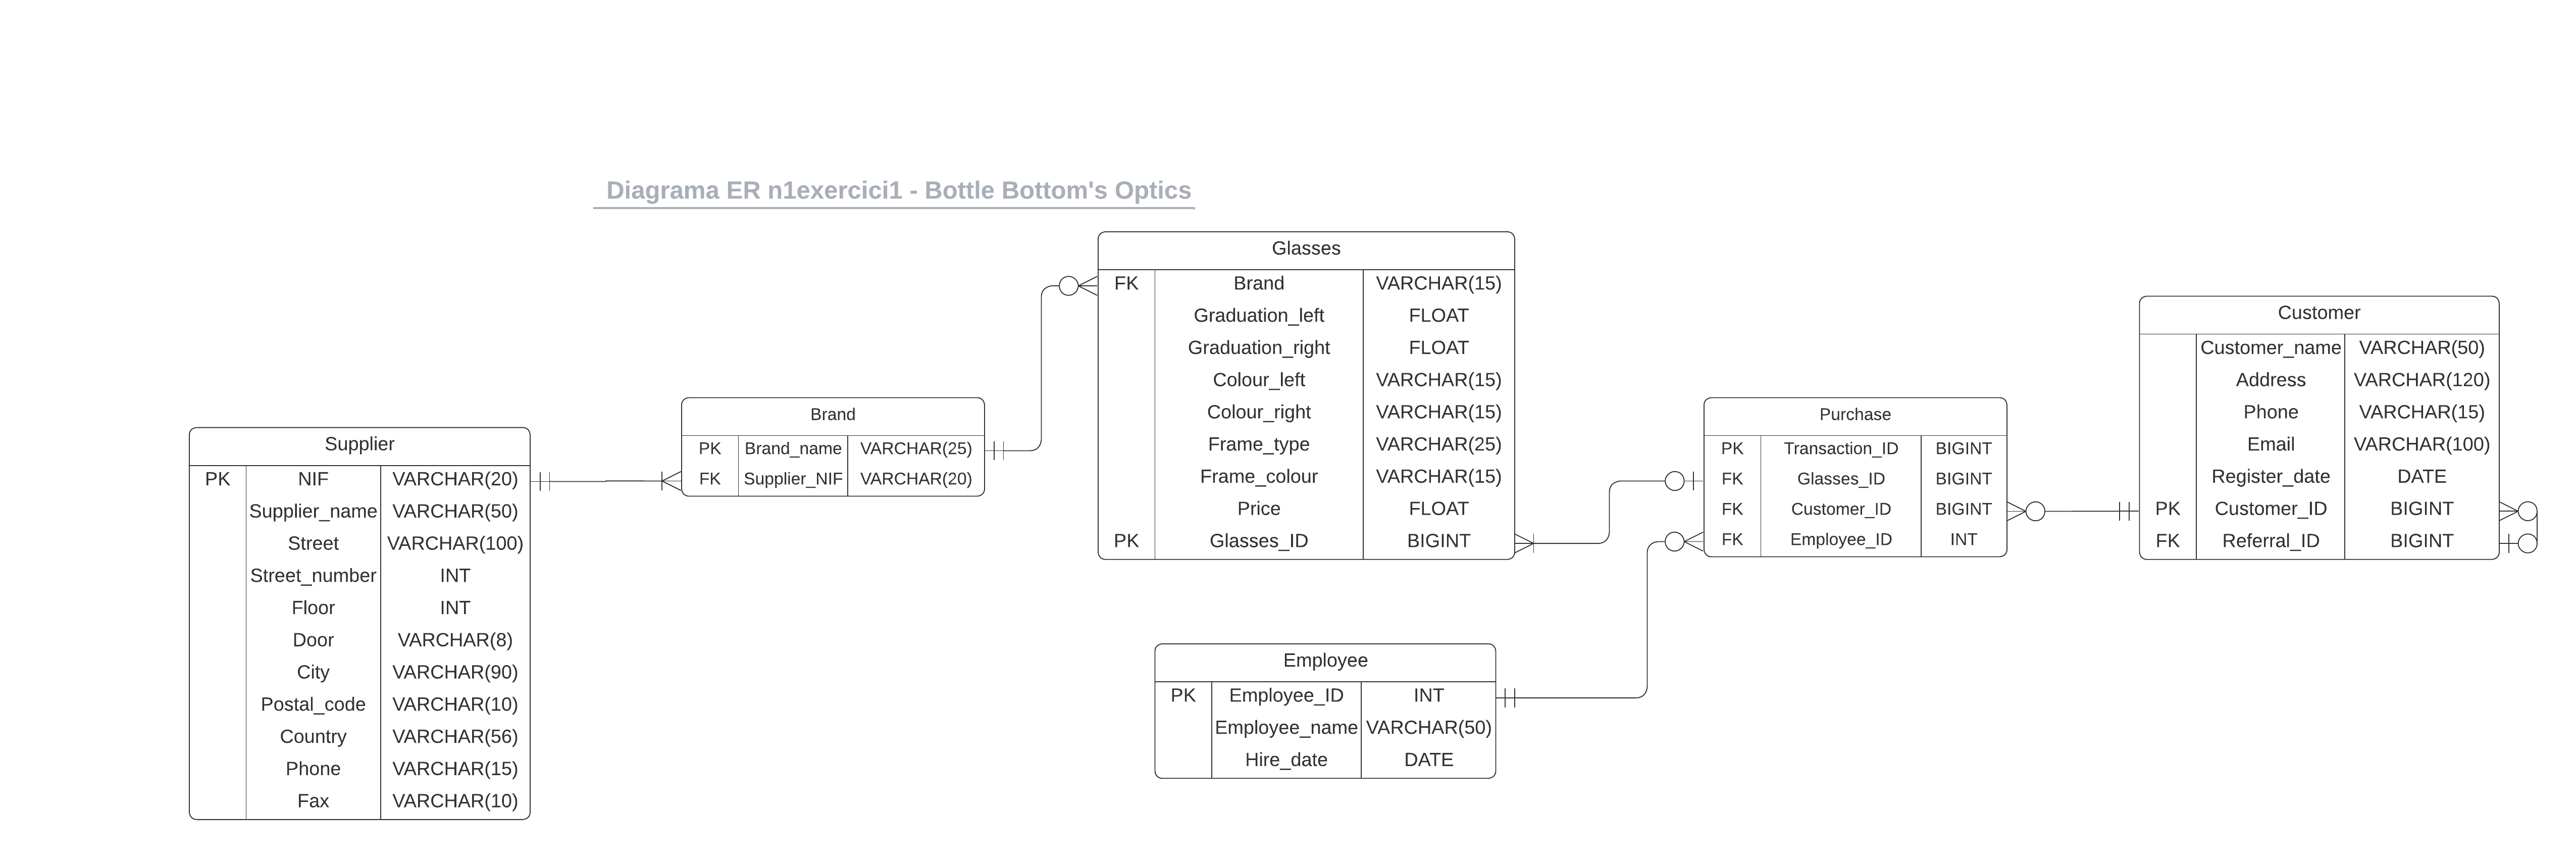 Diagrama ER n1exercici1 - Bottle Bottom's Optics
Supplier
PK NIF VARCHAR(20)
Supplier_name VARCHAR(50)
Street VARCHAR(100)
Street_number INT
Floor INT
Door VARCHAR(8)
City VARCHAR(90)
Postal_code VARCHAR(10)
Country VARCHAR(56)
Phone VARCHAR(15)
Fax VARCHAR(10)
Brand
PK Brand_name VARCHAR(25)
FK Supplier_NIF VARCHAR(20)
Glasses
FK Brand VARCHAR(15)
Graduation_left FLOAT
Graduation_right FLOAT
Colour_left VARCHAR(15)
Colour_right VARCHAR(15)
Frame_type VARCHAR(25)
Frame_colour VARCHAR(15)
Price FLOAT
PK Glasses_ID BIGINT
Employee
PK Employee_ID INT
Employee_name VARCHAR(50)
Hire_date DATE
Purchase
PK Transaction_ID BIGINT
FK Glasses_ID BIGINT
FK Customer_ID BIGINT
FK Employee_ID INT
Customer
Customer_name VARCHAR(50)
Address VARCHAR(120)
Phone VARCHAR(15)
Email VARCHAR(100)
Register_date DATE
PK Customer_ID BIGINT
FK Referral_ID BIGINT